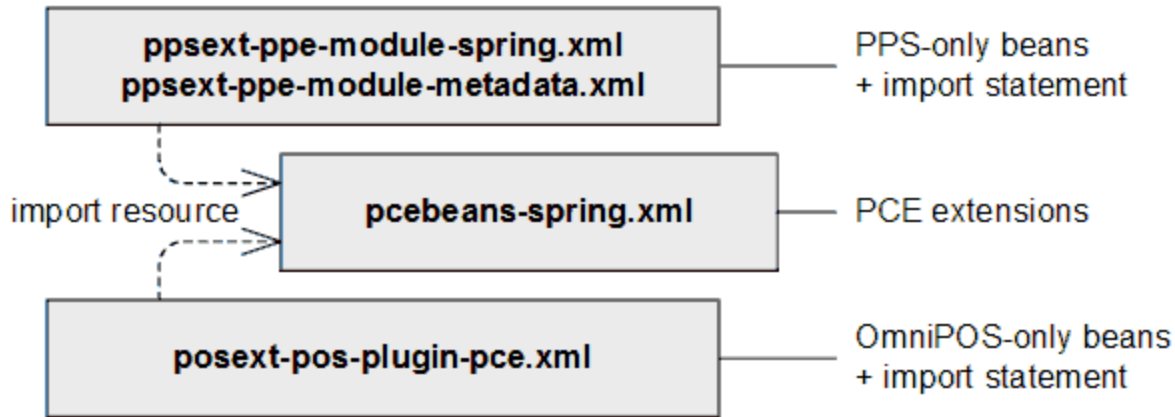 ppsext-ppe-module-spring.xml
ppsext-ppe-module-metadata.xml
PPS-only beans
+ import statement
import resource
pcebeans-spring.xml
PCE extensions
posext-pos-plugin-pce.xml
OmniPOS-only beans
+ import statement